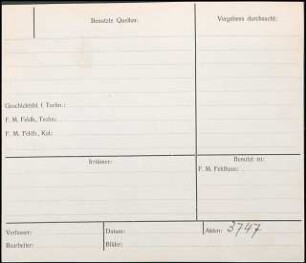 Benutzte Quellen:
Vergebens durchsucht:
Geschichtsbl. f. Techn.:
F. M. Feldh., Techn.:
F. M. Feldh., Kal.:
Irrtümer:
Benutzt in:
F. M. Feldhaus:
Verfasser:
Datum:
Akten: 3747
Bearbeiter:
Bilder: